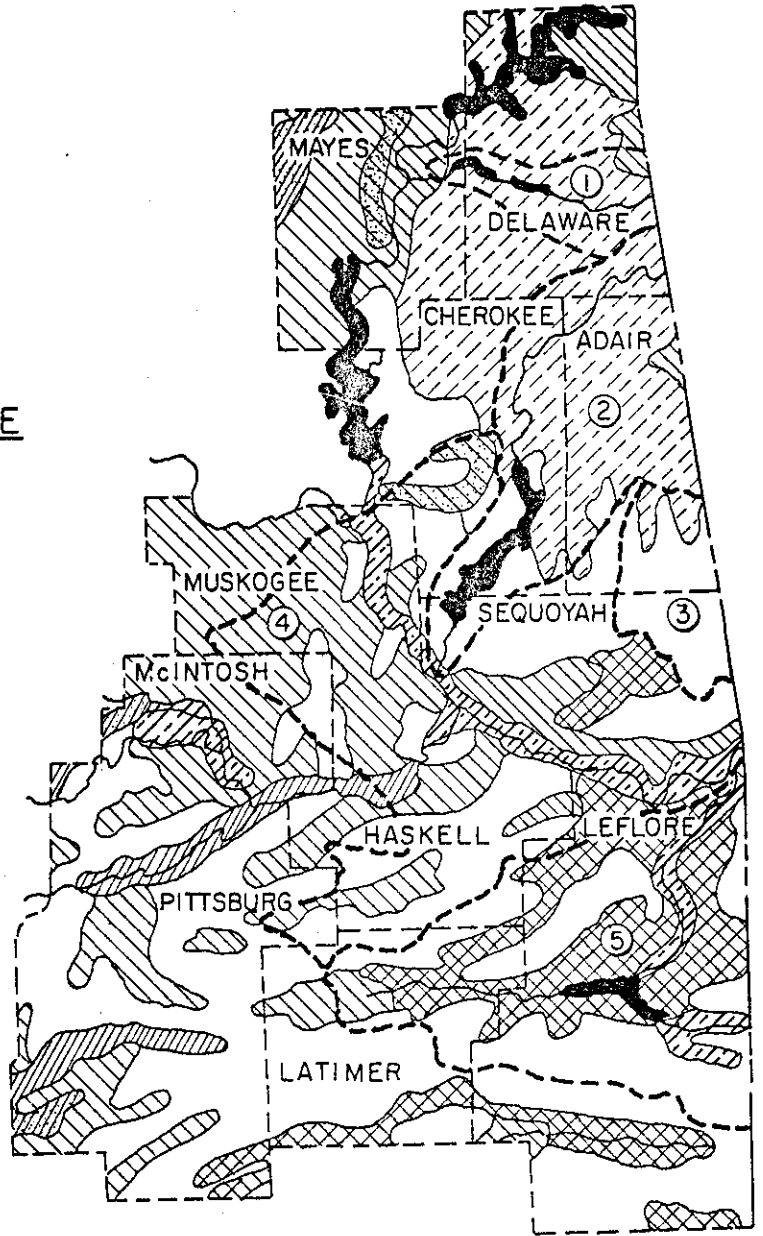 MAYES
①
DELAWARE
CHEROKEE
ADAIR
②
E
MUSKOGEE
④
SEQUOYAH
③
McINTOSH
HASKELL
LEFLORE
PITTSBURG
⑤
LATIMER